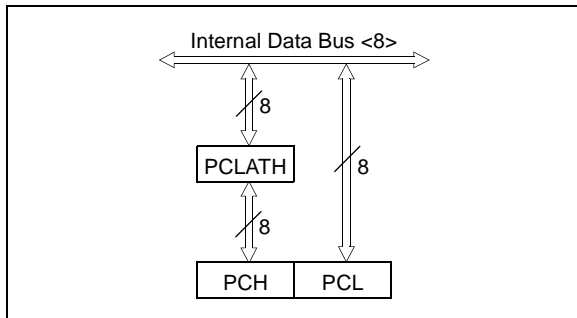 Internal Data Bus <8>
8
PCLATH
8
8
PCH PCL